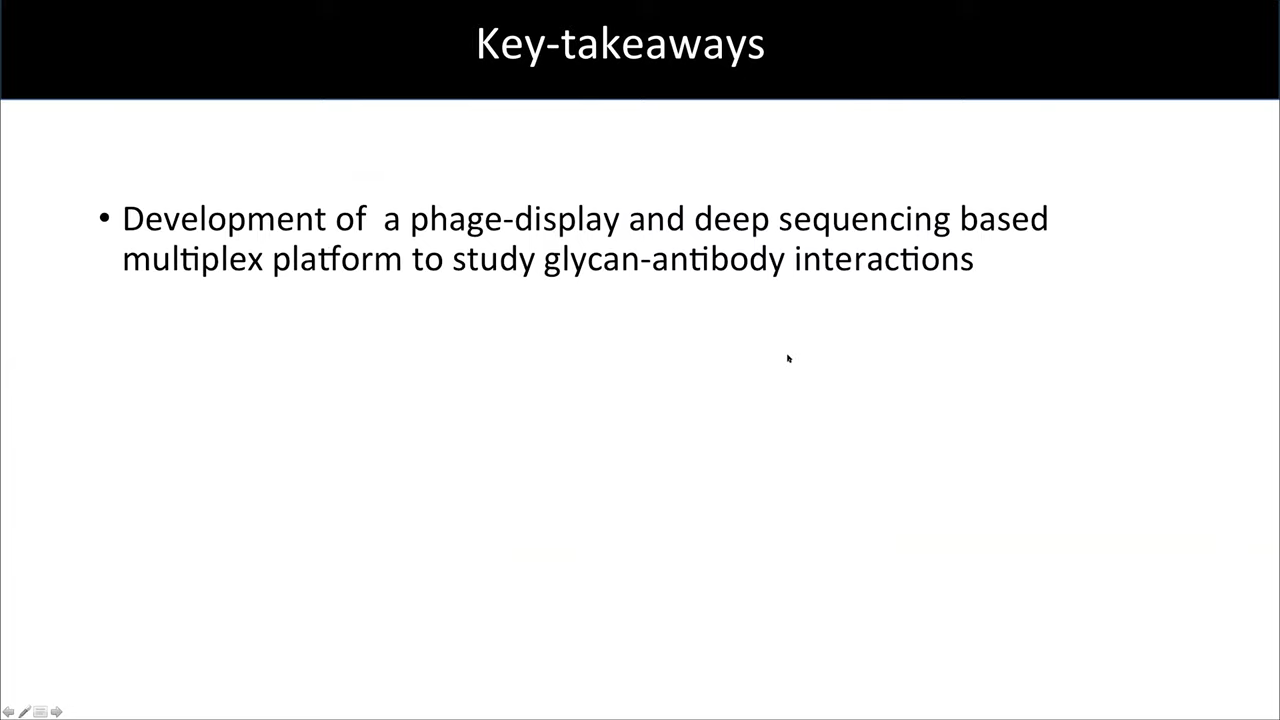 Key-takeaways
• Development of  a phage-display and deep sequencing based
multiplex platform to study glycan-antibody interactions